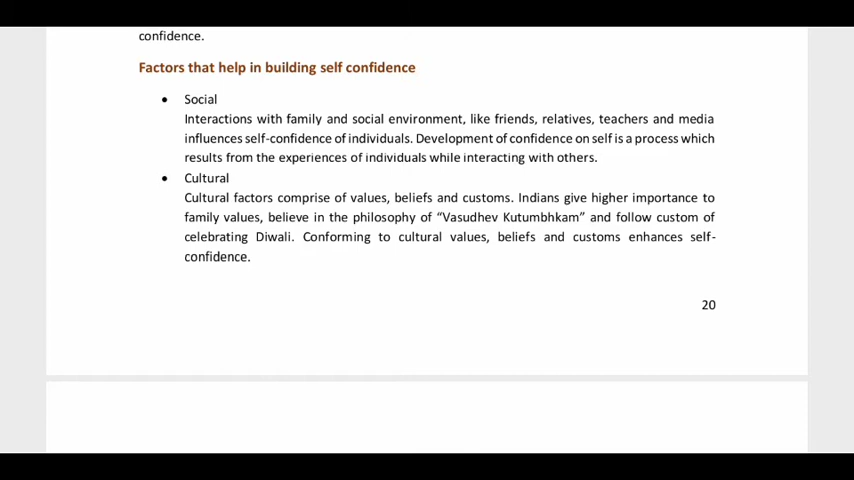 confidence.
Factors that help in building self confidence
• Social
Interactions with family and social environment, like friends, relatives, teachers and media
influences self-confidence of individuals. Development of confidence on self is a process which
results from the experiences of individuals while interacting with others.
• Cultural
Cultural factors comprise of values, beliefs and customs. Indians give higher importance to
family values, believe in the philosophy of “Vasudhev Kutumbhkam” and follow custom of
celebrating Diwali. Conforming to cultural values, beliefs and customs enhances self-
confidence.
20